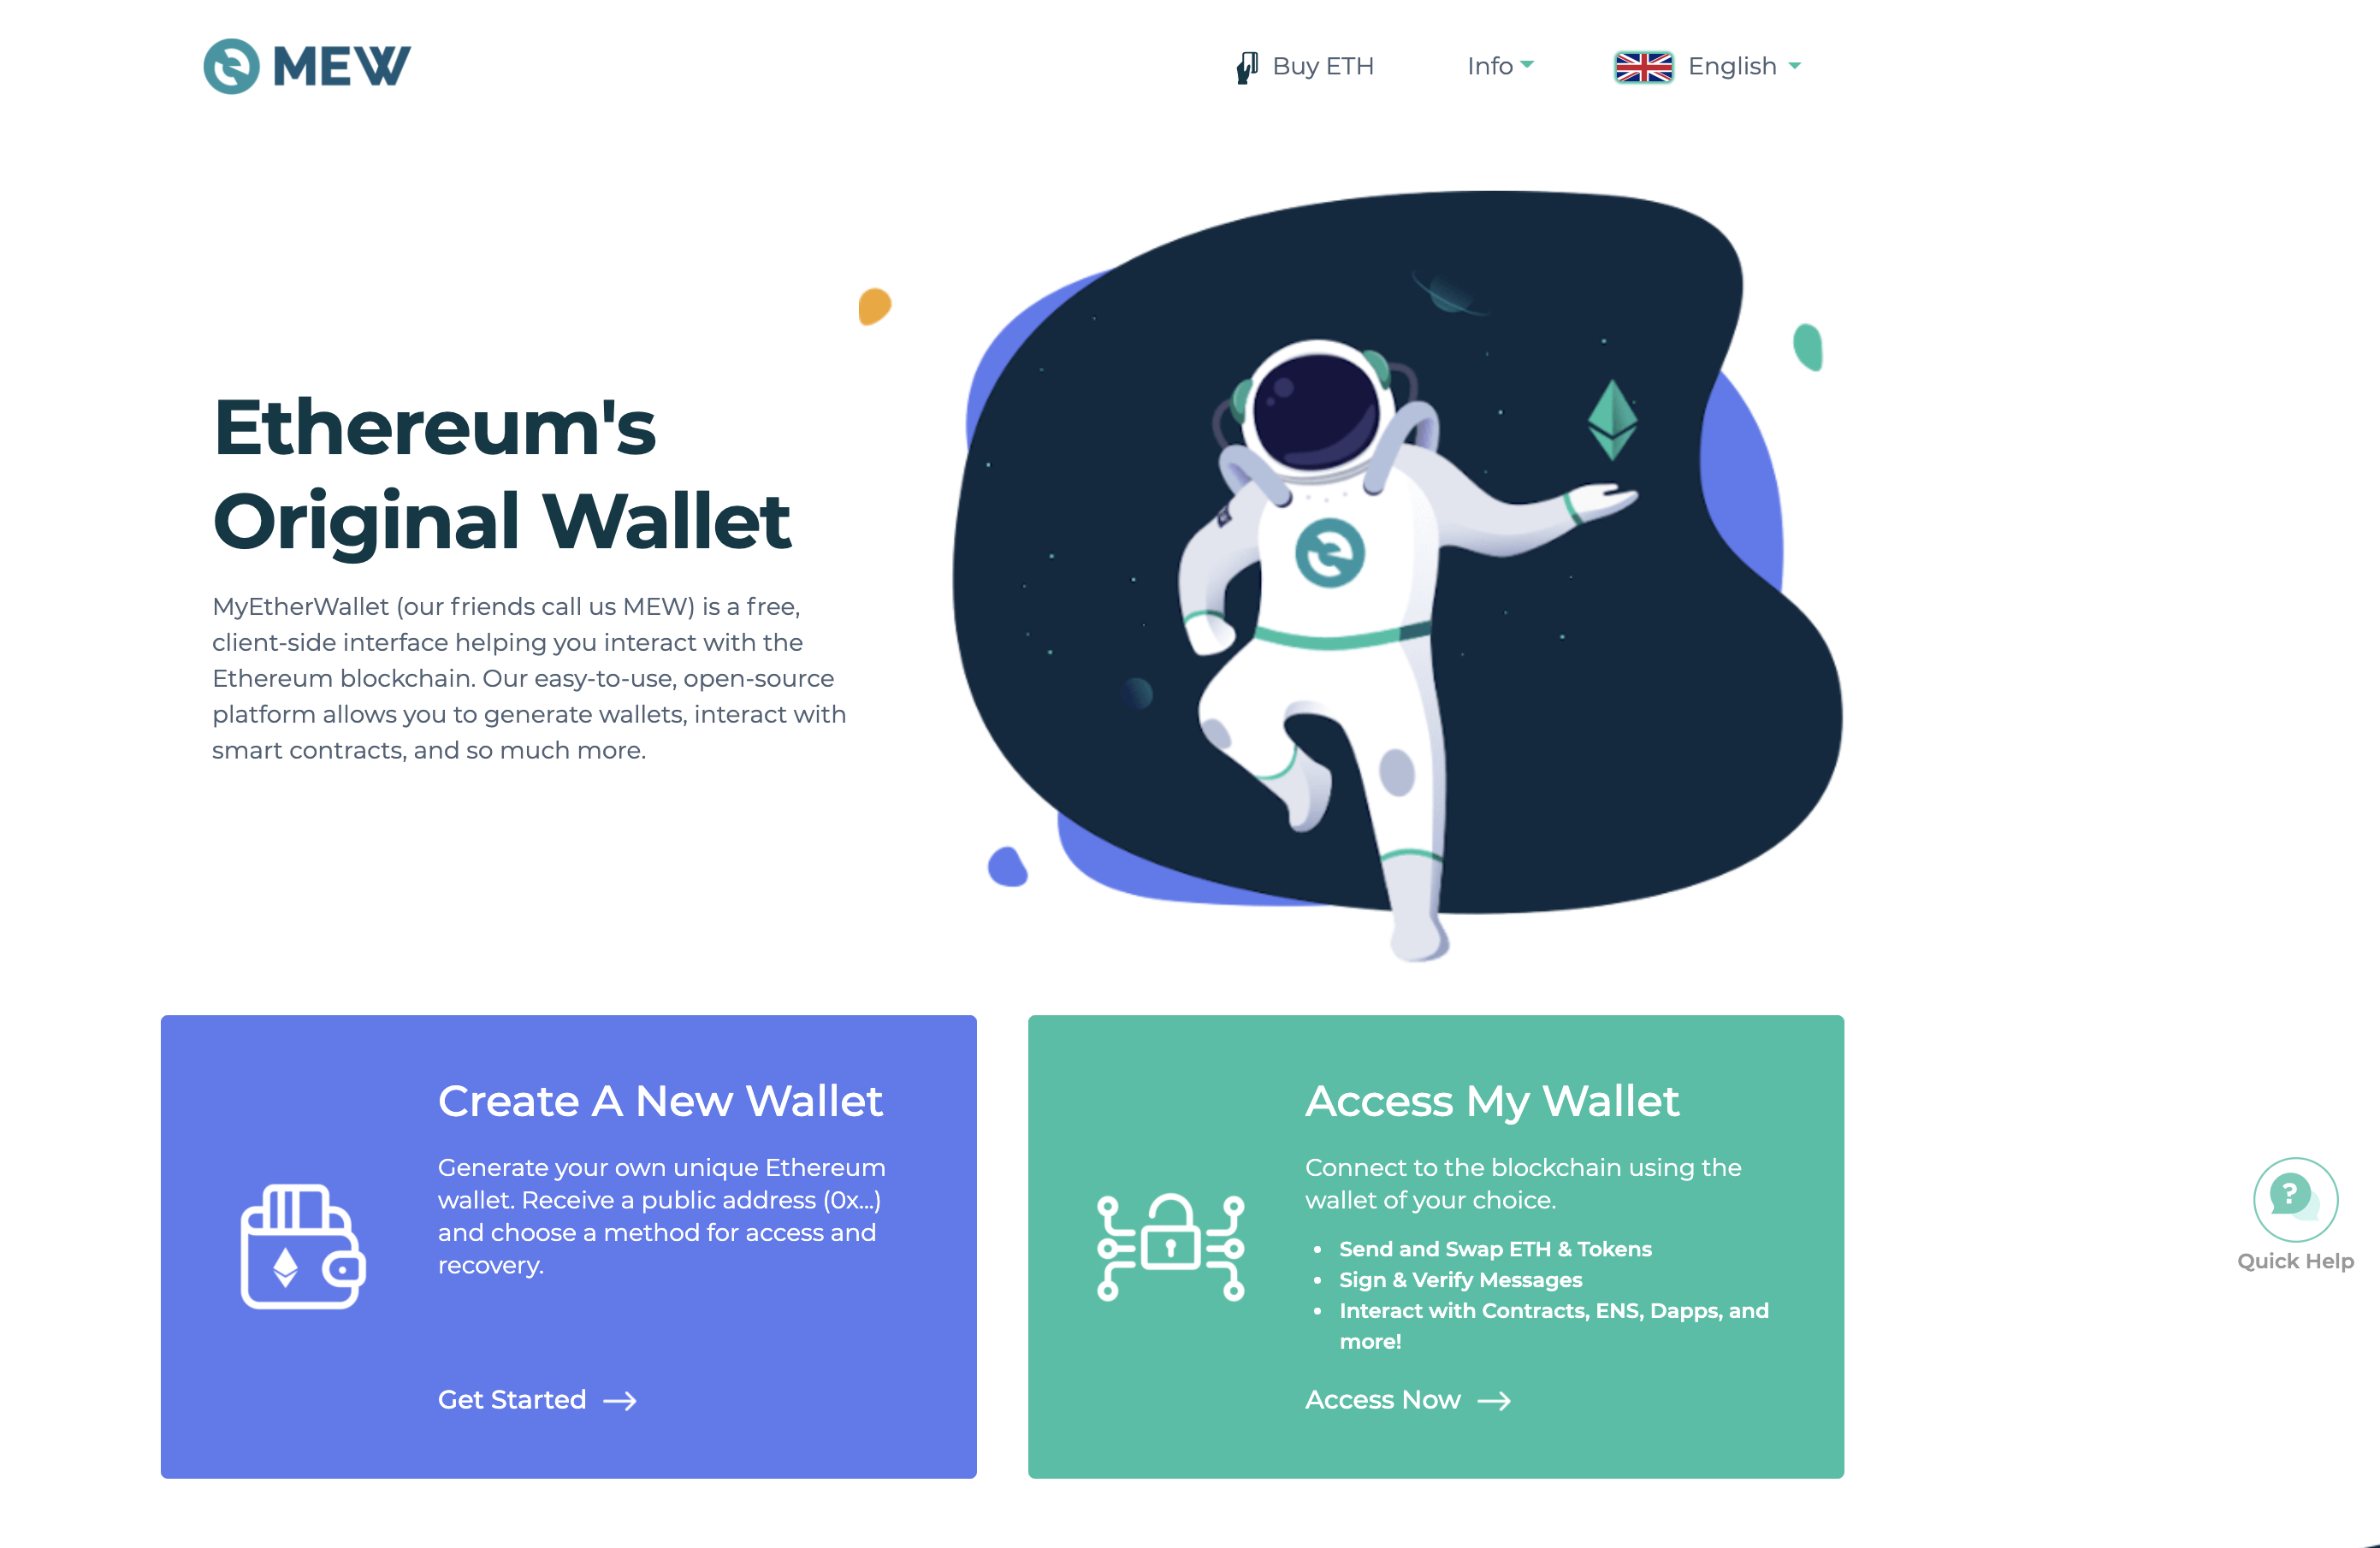 MEW
Buy ETH
Info
English
Ethereum's
Original Wallet
MyEtherWallet (our friends call us MEW) is a free,
client-side interface helping you interact with the
Ethereum blockchain. Our easy-to-use, open-source
platform allows you to generate wallets, interact with
smart contracts, and so much more.
Create A New Wallet
Generate your own unique Ethereum
wallet. Receive a public address (0x...)
and choose a method for access and
recovery.
Get Started
Access My Wallet
Connect to the blockchain using the
wallet of your choice.
• Send and Swap ETH & Tokens
• Sign & Verify Messages
• Interact with Contracts, ENS, Dapps, and
more!
Access Now
?
Quick Help